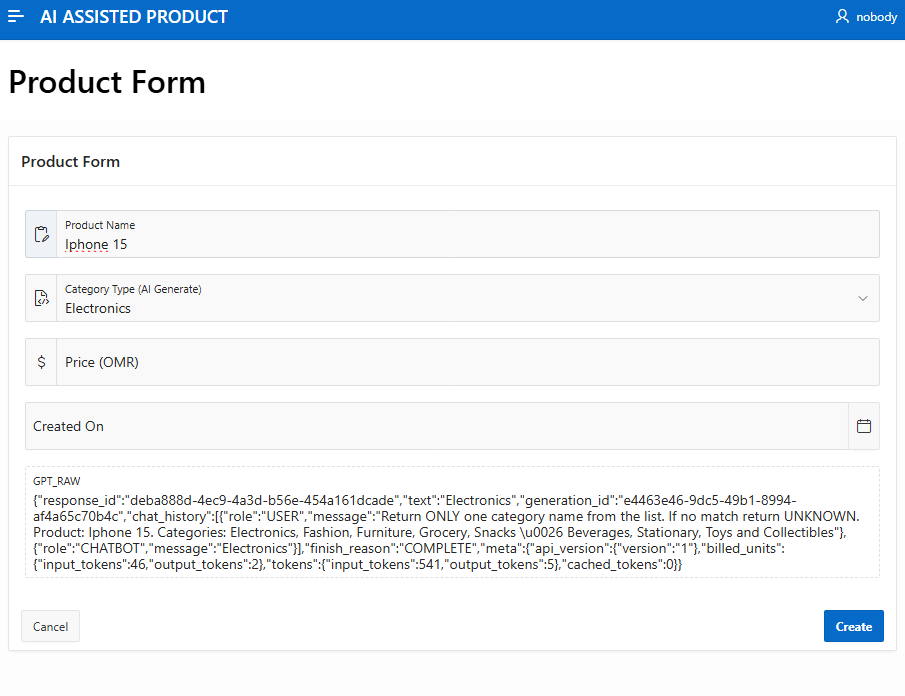 AI ASSISTED PRODUCT
nobody
Product Form
Product Form
Product Name
Iphone 15
Category Type (AI Generate)
Electronics
$ Price (OMR)
Created On
GPT_RAW
{"response_id":"deba888d-4ec9-4a3d-b56e-454a161dcade","text":"Electronics","generation_id":"e4463e46-9dc5-49b1-8994-
af4a65c70b4c","chat_history":[{"role":"USER","message":"Return ONLY one category name from the list. If no match return UNKNOWN.
Product: Iphone 15. Categories: Electronics, Fashion, Furniture, Grocery, Snacks \u0026 Beverages, Stationary, Toys and Collectibles"},
{"role":"CHATBOT","message":"Electronics"}],"finish_reason":"COMPLETE","meta":{"api_version":{"version":"1"},"billed_units":
{"input_tokens":46,"output_tokens":2},"tokens":{"input_tokens":541,"output_tokens":5},"cached_tokens":0}}
Cancel
Create